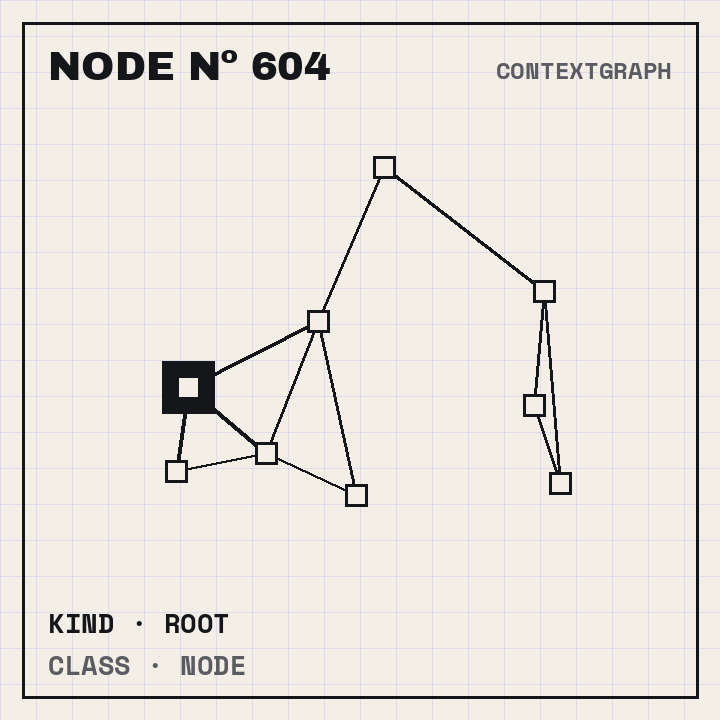 NODE Nº 604
CONTEXTGRAPH
KIND · ROOT
CLASS · NODE